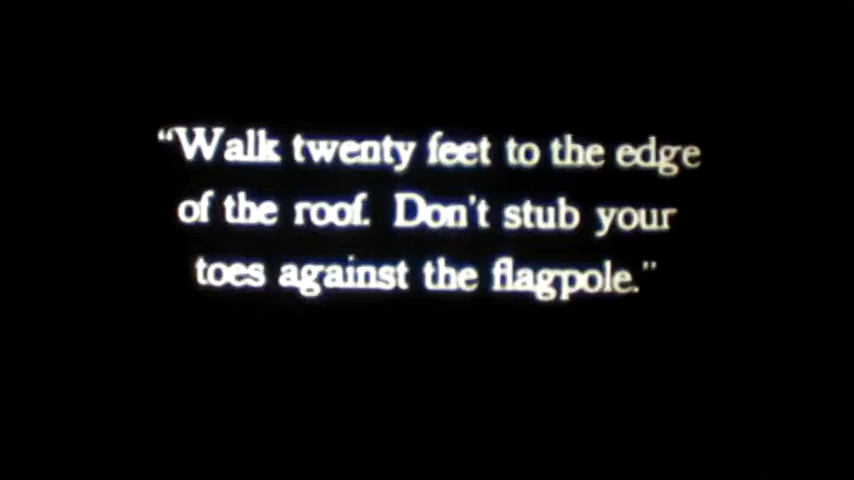 “Walk twenty feet to the edge
of the roof. Don't stub your
toes against the flagpole.”